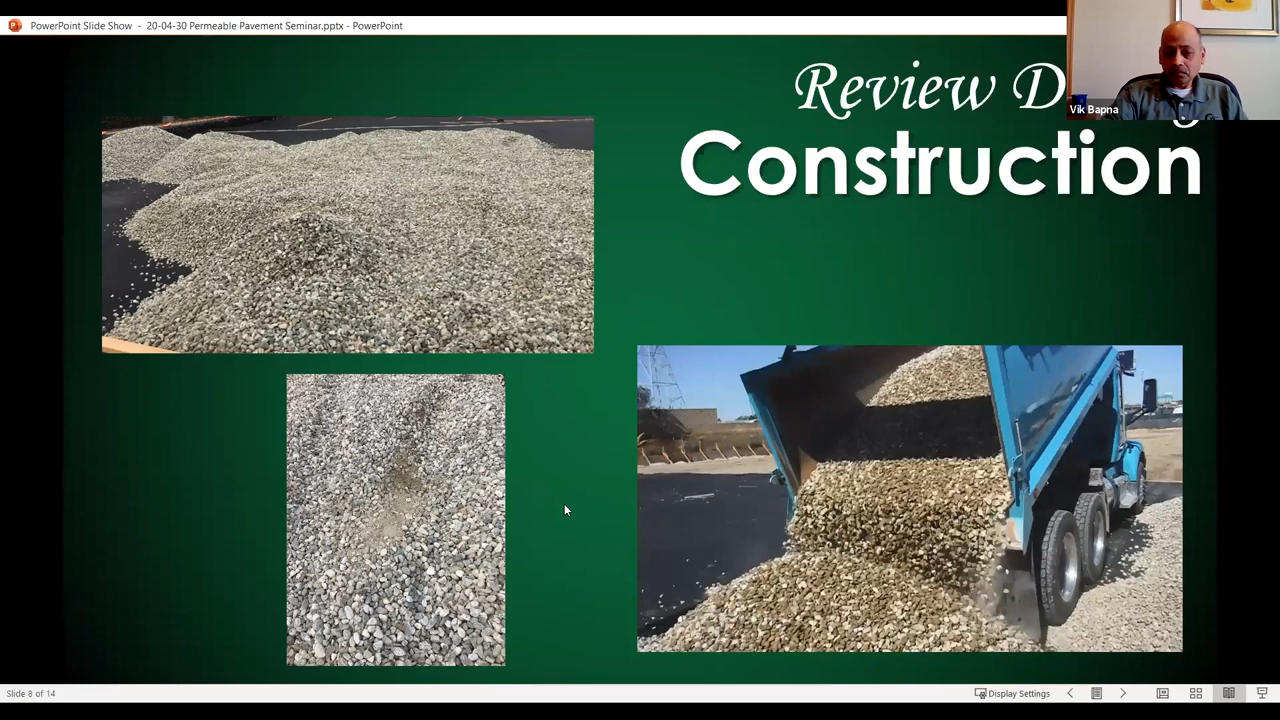 PowerPoint Slide Show - 20-04-30 Permeable Pavement Seminar.pptx - PowerPoint
Vik Bapna
Review
Construction
Slide 8 of 14
Display Settings